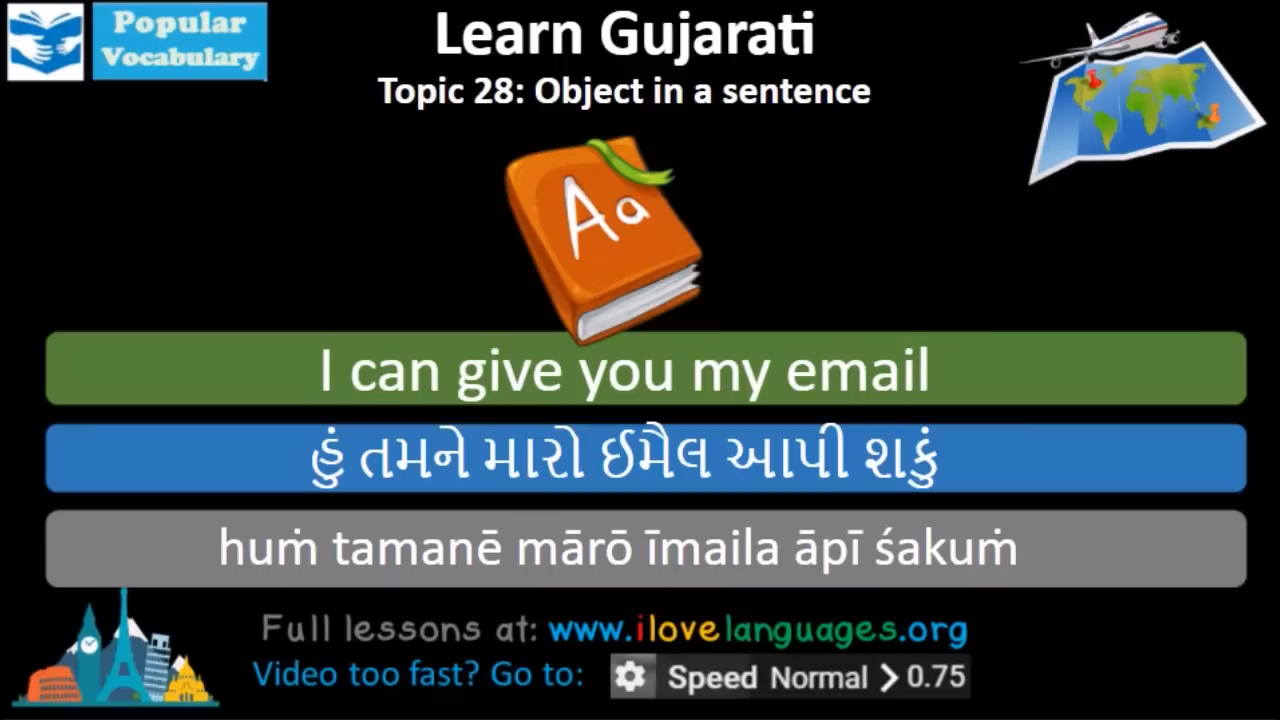 Popular
Vocabulary
Learn Gujarati
Topic 28: Object in a sentence
Aa
I can give you my email
હું તમને મારો ઈમૈલ આપી શકું
huṁ tamanē mārō īmaila āpī śakuṁ
Full lessons at: www.ilovelanguages.org
Video too fast? Go to: Speed Normal > 0.75